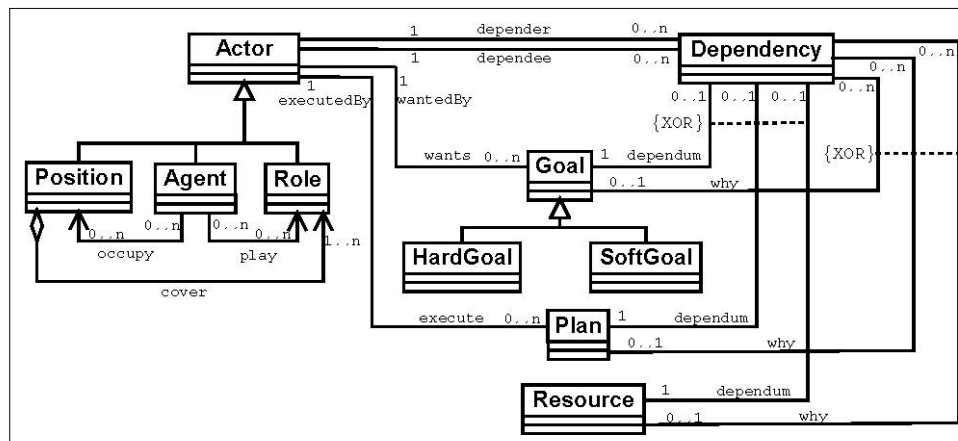 Actor
1 depender 0..n
Dependency
1 dependee 0..n
0..n
0..n
0..n
1
executedBy
1
wantedBy
0..1 0..1 0..1
{XOR}
{XOR}
wants 0..n
Goal
1 dependum
0..1 why
Position
Agent
Role
0..n 0..n
0..n 0..n
1..n
occupy
play
cover
HardGoal
SoftGoal
execute 0..n
Plan
1 dependum
0..1 why
Resource
1 dependum
0..1 why